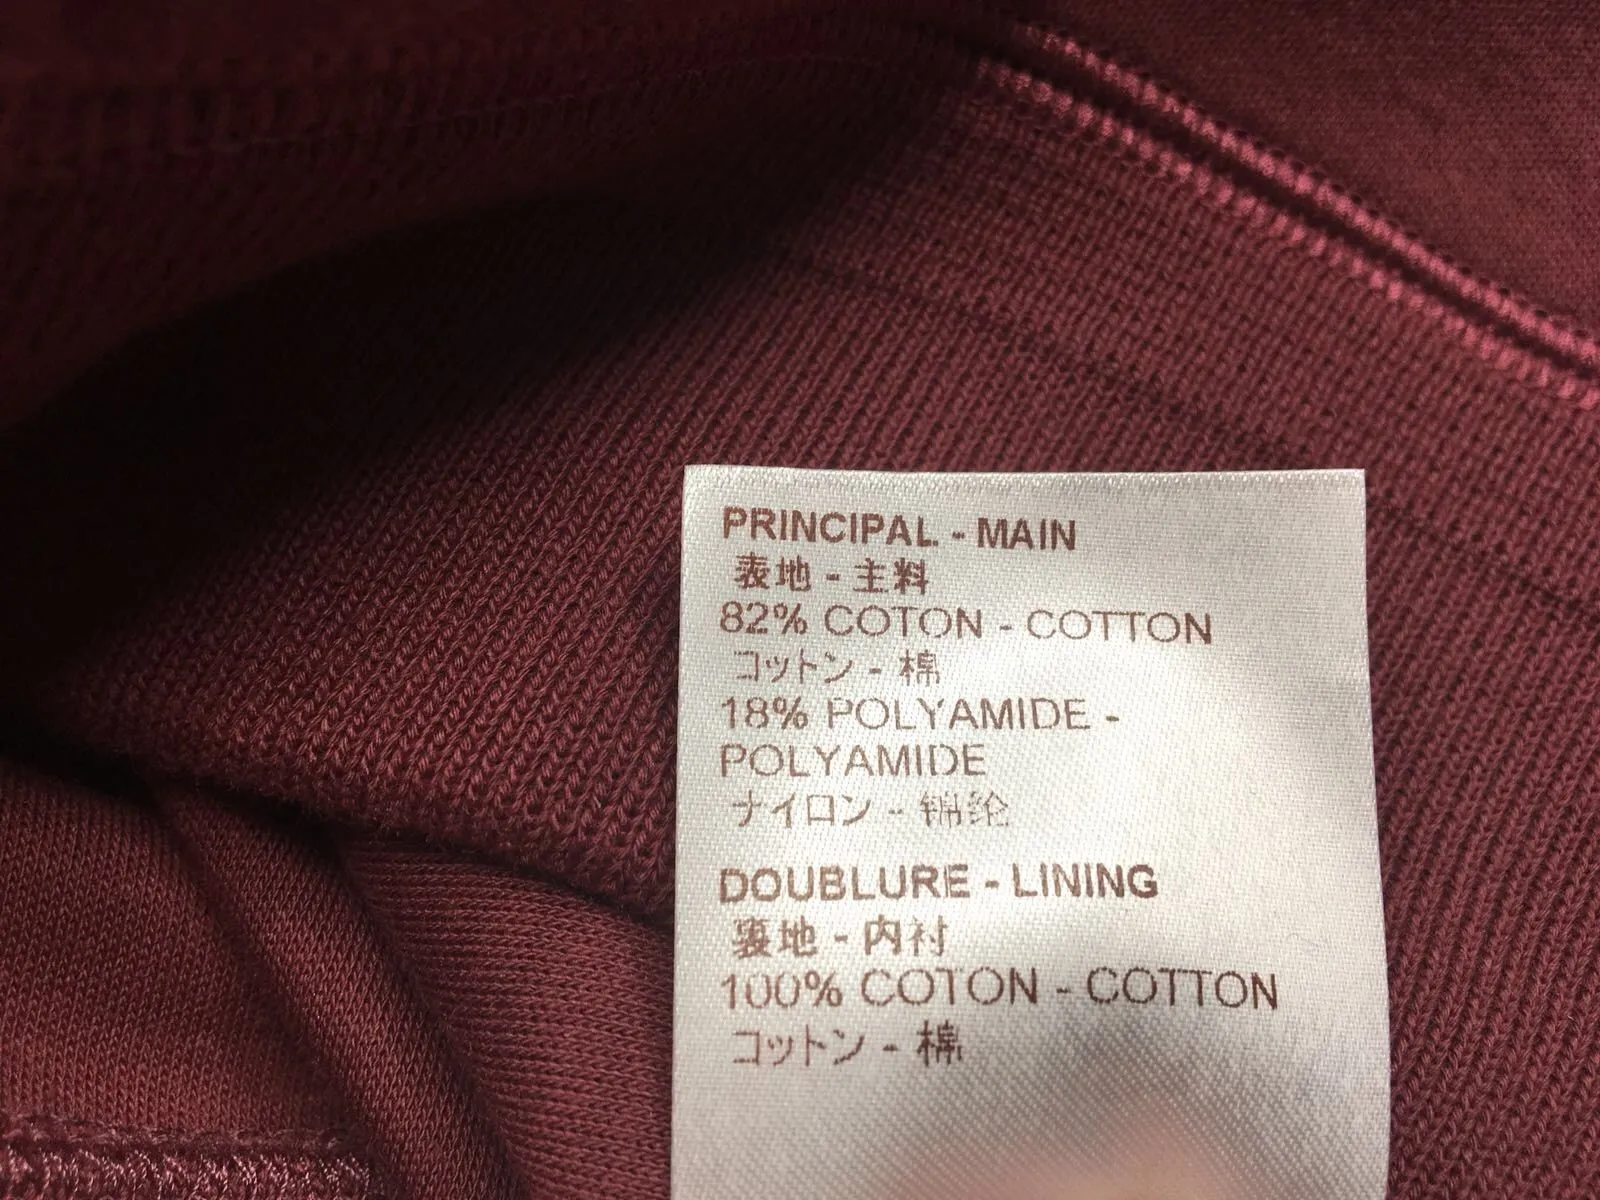 PRINCIPAL - MAIN
表地 - 主料
82% COTON - COTTON
コットン - 棉
18% POLYAMIDE -
POLYAMIDE
ナイロン - 锦纶
DOUBLURE - LINING
裏地 - 内衬
100% COTON - COTTON
コットン - 棉